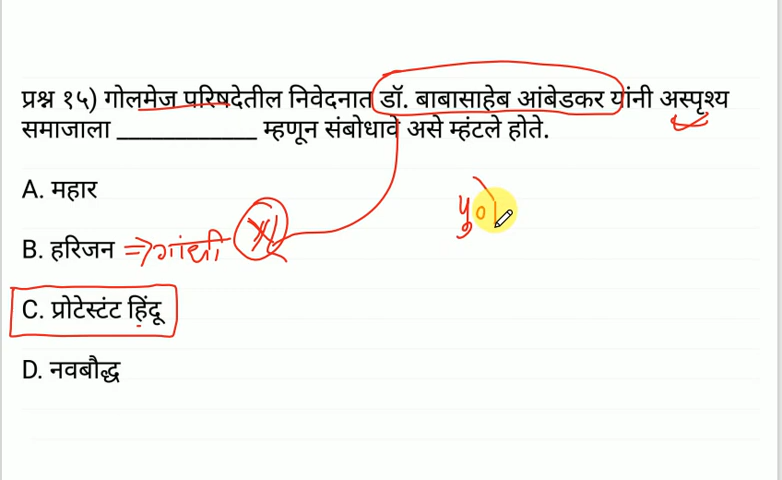 प्रश्न १५) गोलमेज परिषदेतील निवेदनात डॉ. बाबासाहेब आंबेडकर यांनी अस्पृश्य
समाजाला ____________ म्हणून संबोधावे असे म्हंटले होते.
A. महार
B. हरिजन ⇒ गांधी
C. प्रोटेस्टंट हिंदू
D. नवबौद्ध